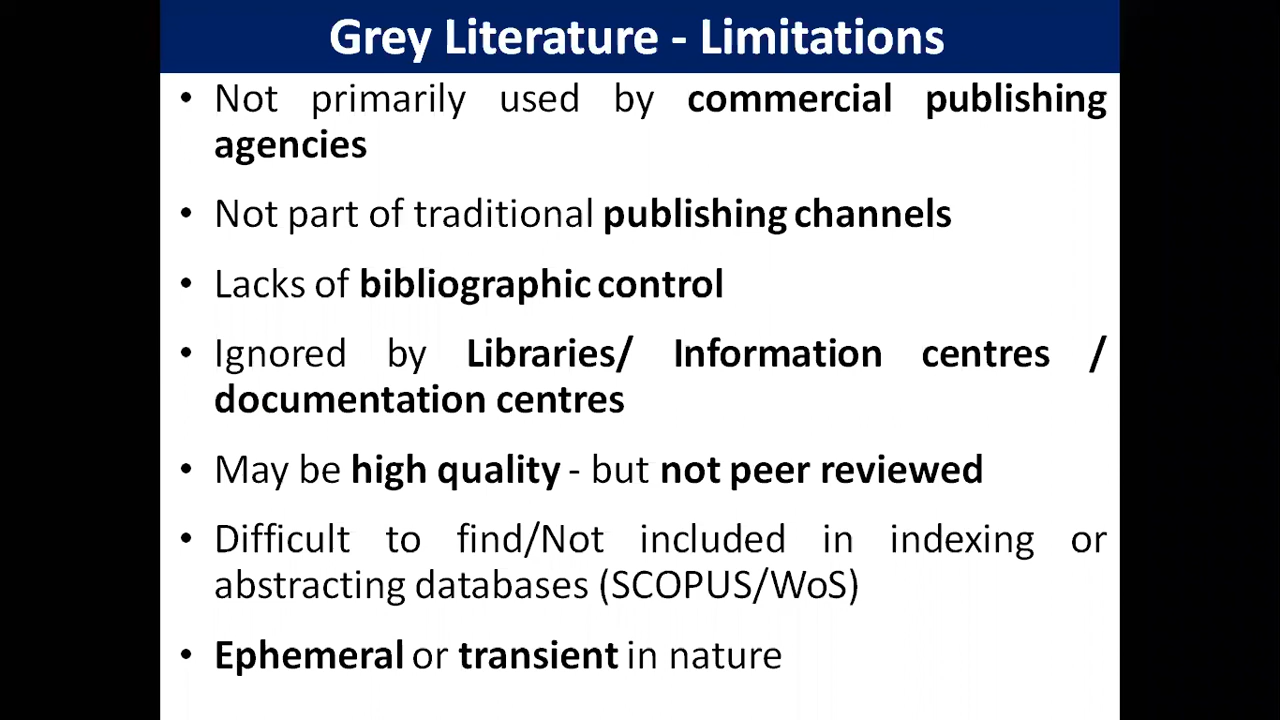 Grey Literature - Limitations
• Not primarily used by commercial publishing
agencies
• Not part of traditional publishing channels
• Lacks of bibliographic control
• Ignored by Libraries/ Information centres /
documentation centres
• May be high quality - but not peer reviewed
• Difficult to find/Not included in indexing or
abstracting databases (SCOPUS/WoS)
• Ephemeral or transient in nature